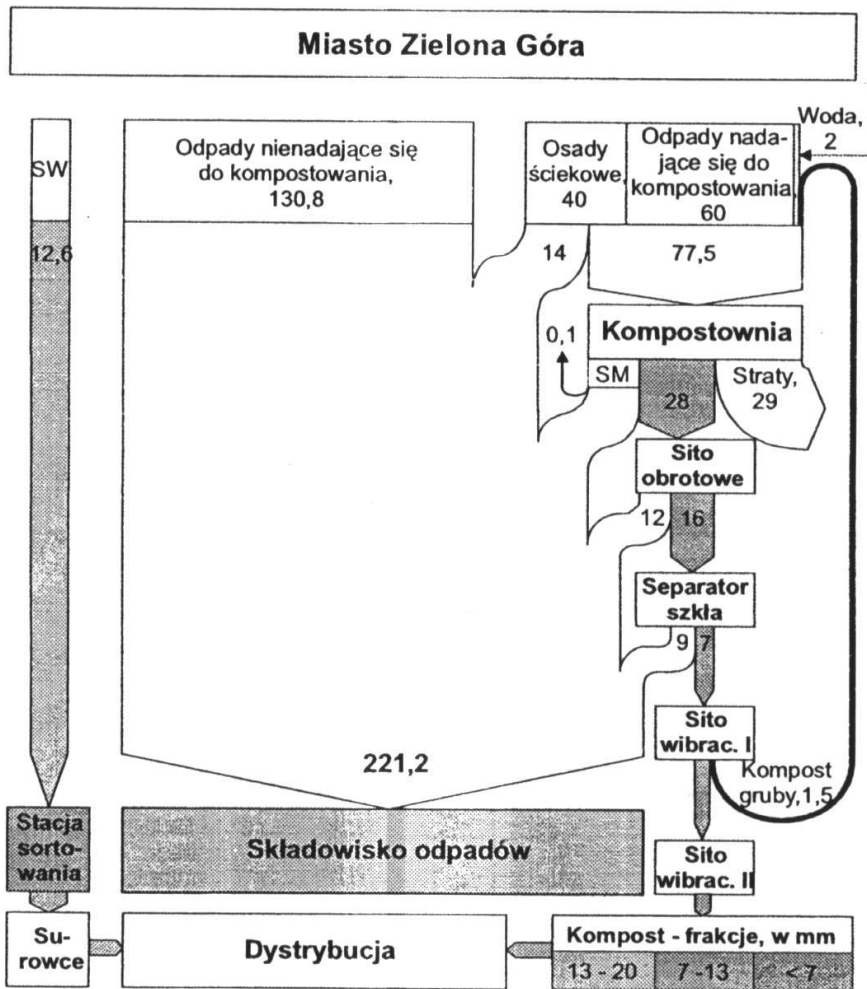 Miasto Zielona Góra
SW
12,6
Odpady nienadające się
do kompostowania,
130,8
Osady
ściekowe,
40
Odpady nada-
jące się do
kompostowania,
60
Woda,
2
14
77,5
Kompostownia
0,1
SM
28
Straty,
29
Sito
obrotowe
12
16
Separator
szkła
9
7
Sito
wibrac. I
Kompost
gruby,1,5
221,2
Stacja
sorto-
wania
Składowisko odpadów
Sito
wibrac. II
Su-
rowce
Dystrybucja
Kompost - frakcje, w mm
13 - 20
7 -13
< 7